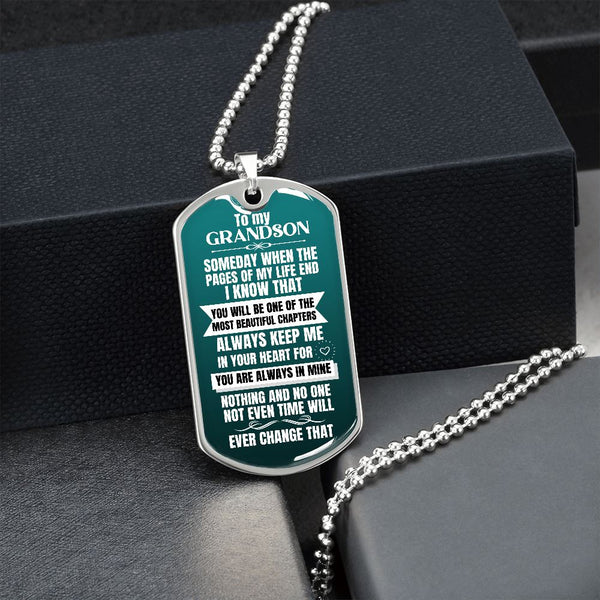 To my
GRANDSON
SOMEDAY WHEN THE
PAGES OF MY LIFE END
I KNOW THAT
YOU WILL BE ONE OF THE
MOST BEAUTIFUL CHAPTERS
ALWAYS KEEP ME
IN YOUR HEART FOR
YOU ARE ALWAYS IN MINE
NOTHING AND NO ONE
NOT EVEN TIME WILL
EVER CHANGE THAT